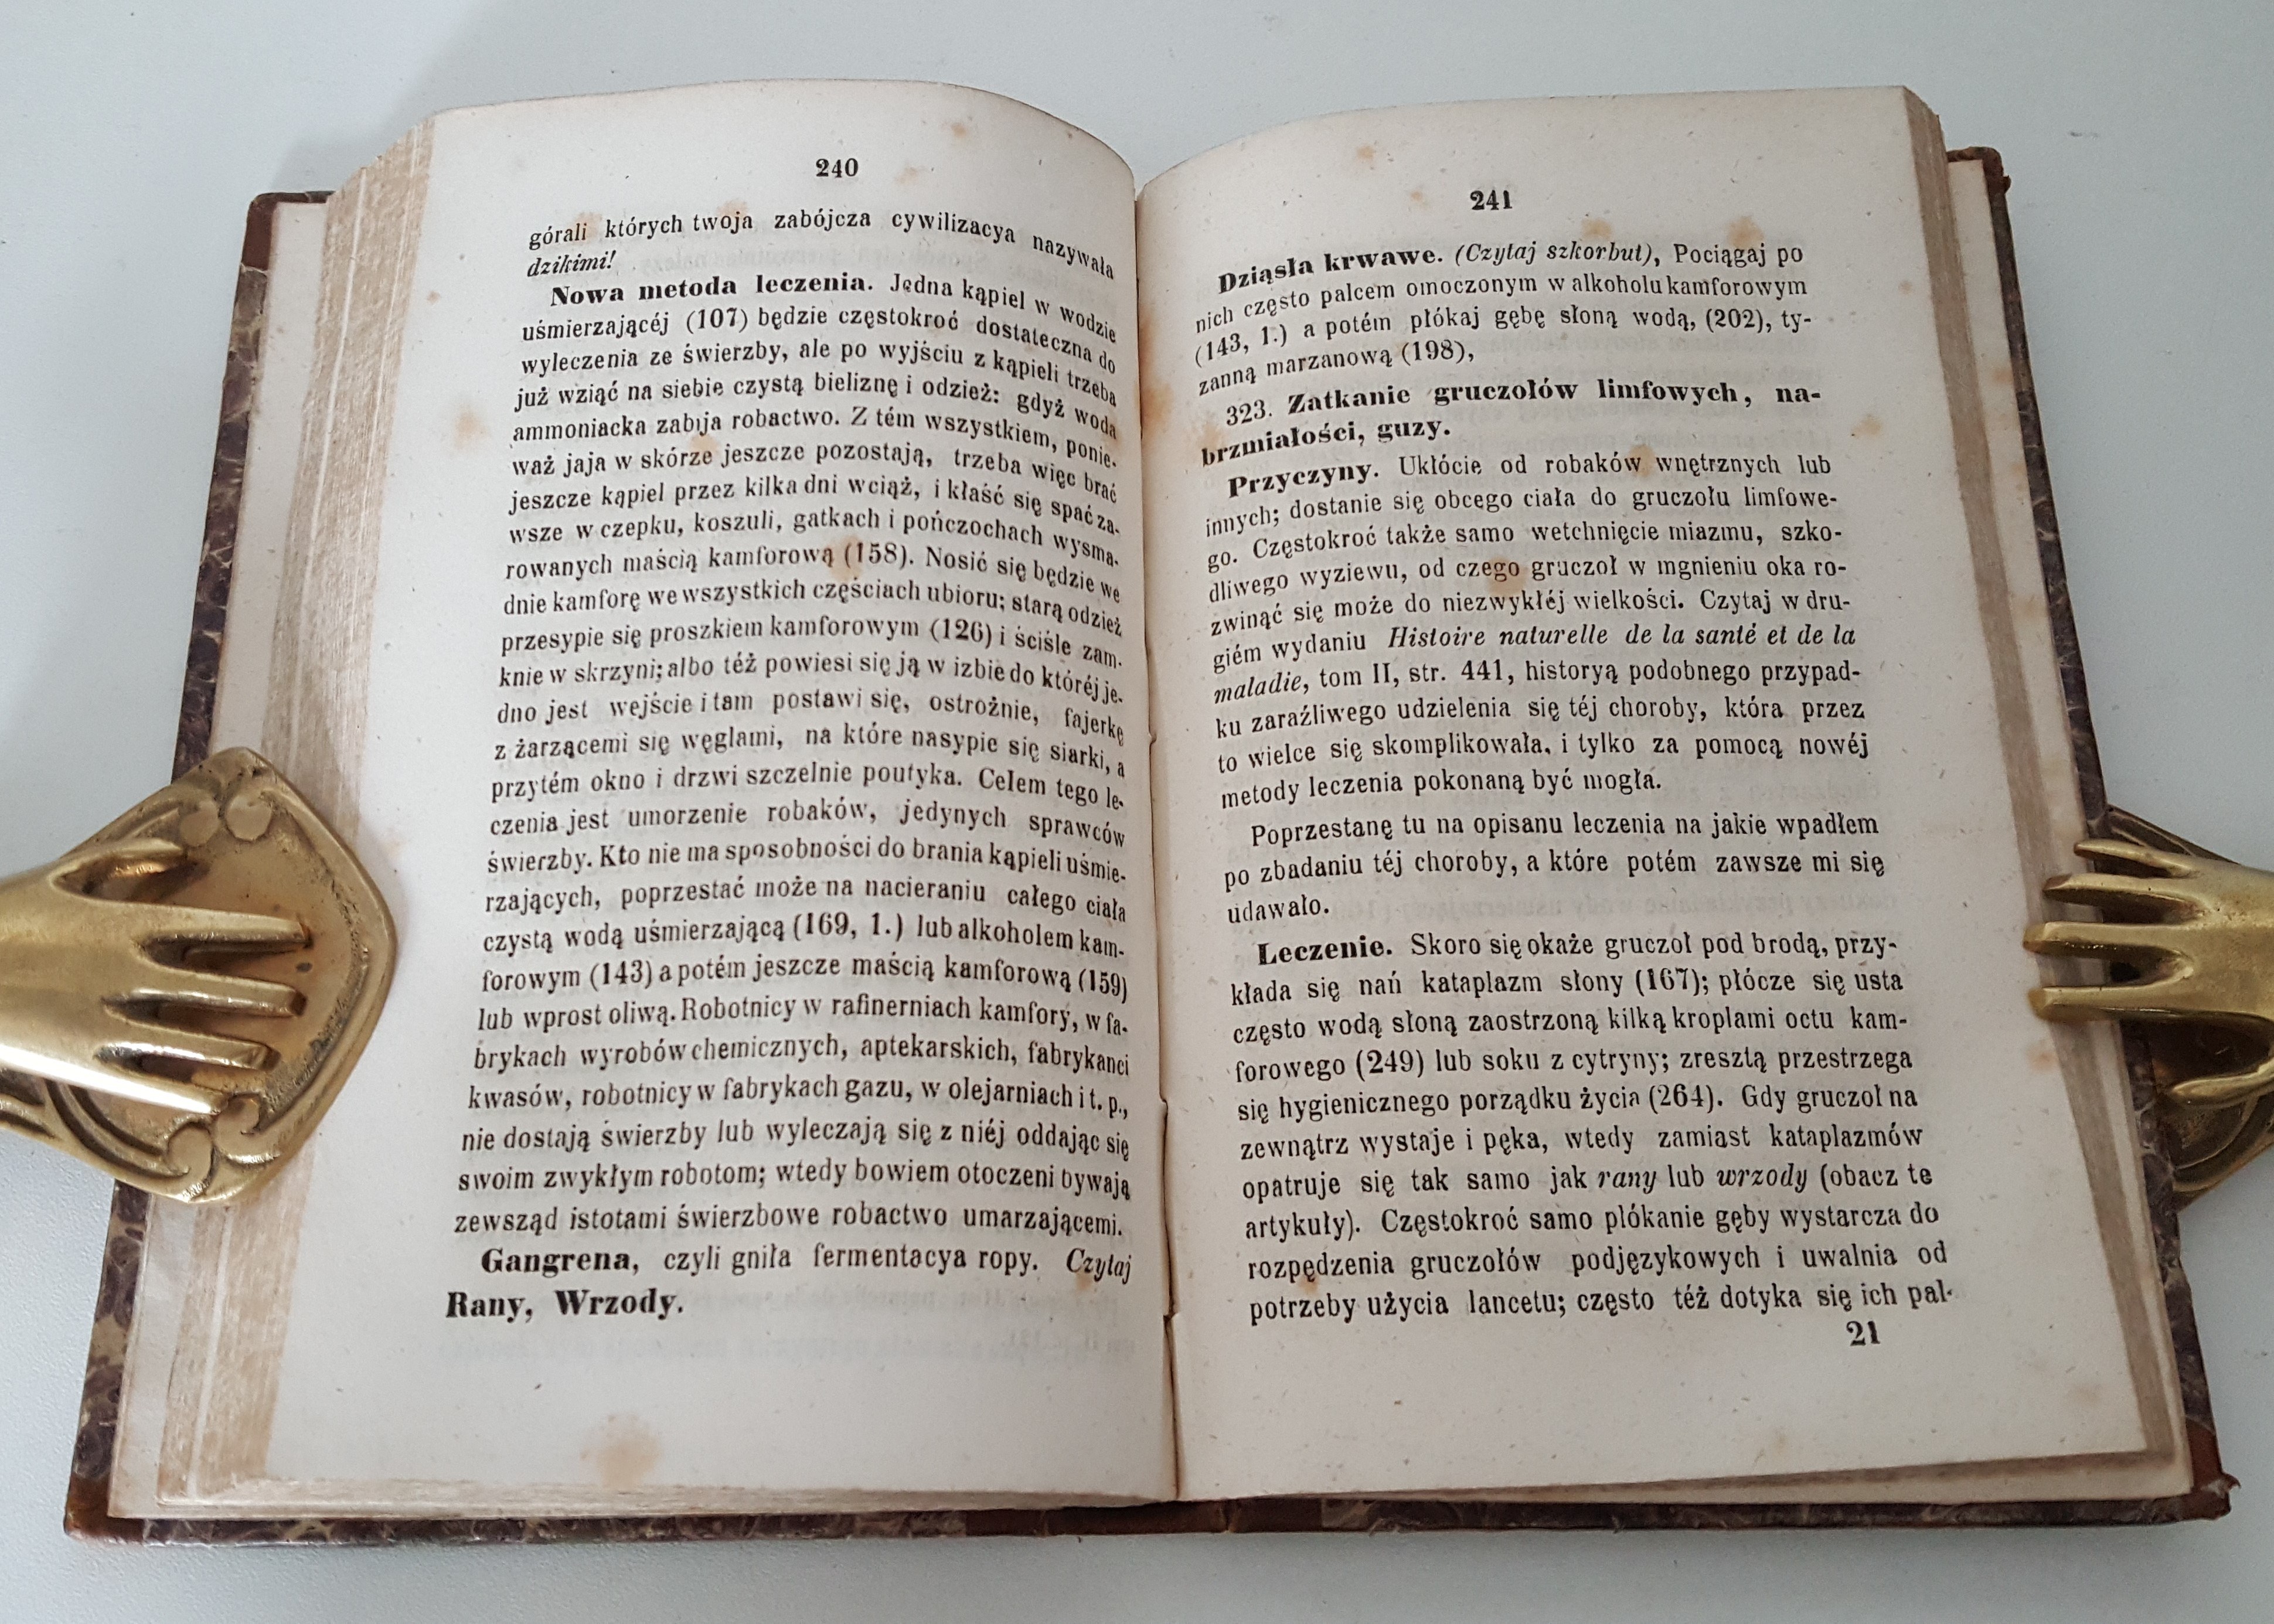 240
górali których twoja zabójcza cywilizacya nazywała
dzikimi!
Nowa metoda leczenia. Jedna kąpiel w wodzie
uśmierzającéj (107) będzie częstokroć dostateczna do
wyleczenia ze świerzby, ale po wyjściu z kąpieli trzeba
już wziąć na siebie czystą bieliznę i odzież: gdyż woda
ammoniacka zabija robactwo. Z tém wszystkiem, ponie-
waż jaja w skórze jeszcze pozostają, trzeba więc brać
jeszcze kąpiel przez kilka dni wciąż, i kłaść się spać za-
wsze w czepku, koszuli, gatkach i pończochach wysma-
rowanych maścią kamforową (158). Nosić się będzie we
dnie kamforę we wszystkich częściach ubioru; starą odzież
przesypie się proszkiem kamforowym (126) i ściśle zam-
knie w skrzyni; albo téż powiesi się ją w izbie do któréj je-
dno jest wejście i tam postawi się, ostrożnie, fajerkę
z żarzącemi się węglami, na które nasypie się siarki, a
przytém okno i drzwi szczelnie poutyka. Celem tego le-
czenia jest umorzenie robaków, jedynych sprawców
świerzby. Kto nie ma sposobności do brania kąpieli uśmie-
rzających, poprzestać może na nacieraniu całego ciała
czystą wodą uśmierzającą (169, 1.) lub alkoholem kam-
forowym (143) a potém jeszcze maścią kamforową (159)
lub wprost oliwą. Robotnicy w rafinerniach kamfory, w fa-
brykach wyrobów chemicznych, aptekarskich, fabrykanci
kwasów, robotnicy w fabrykach gazu, w olejarniach i t. p.,
nie dostają świerzby lub wyleczają się z niéj oddając się
swoim zwykłym robotom; wtedy bowiem otoczeni bywają
zewsząd istotami świerzbowe robactwo umarzającemi.
Gangrena, czyli gniła fermentacya ropy. Czytaj
Rany, Wrzody.
241
Dziąsła krwawe. (Czytaj szkorbut), Pociągaj po
nich często palcem omoczonym w alkoholu kamforowym
(143, 1.) a potém płókaj gębę słoną wodą, (202), ty-
zanną marzanową (198),
323. Zatkanie gruczołów limfowych, na-
brzmiałości, guzy.
Przyczyny. Ukłócie od robaków wnętrznych lub
innych; dostanie się obcego ciała do gruczołu limfowe-
go. Częstokroć także samo wetchnięcie miazmu, szko-
dliwego wyziewu, od czego gruczoł w mgnieniu oka ro-
zwinąć się może do niezwykłéj wielkości. Czytaj w dru-
giém wydaniu Histoire naturelle de la santé et de la
maladie, tom II, str. 441, historyą podobnego przypad-
ku zaraźliwego udzielenia się téj choroby, która przez
to wielce się skomplikowała, i tylko za pomocą nowéj
metody leczenia pokonaną być mogła.
Poprzestanę tu na opisanu leczenia na jakie wpadłem
po zbadaniu téj choroby, a które potém zawsze mi się
udawało.
Leczenie. Skoro się okaże gruczoł pod brodą, przy-
kłada się nań kataplazm słony (167); płócze się usta
często wodą słoną zaostrzoną kilką kroplami octu kam-
forowego (249) lub soku z cytryny; zresztą przestrzega
się hygienicznego porządku życia (264). Gdy gruczoł na
zewnątrz wystaje i pęka, wtedy zamiast kataplazmów
opatruje się tak samo jak rany lub wrzody (obacz te
artykuły). Częstokroć samo płókanie gęby wystarcza do
rozpędzenia gruczołów podjęzykowych i uwalnia od
potrzeby użycia lancetu; często téż dotyka się ich pal-
21